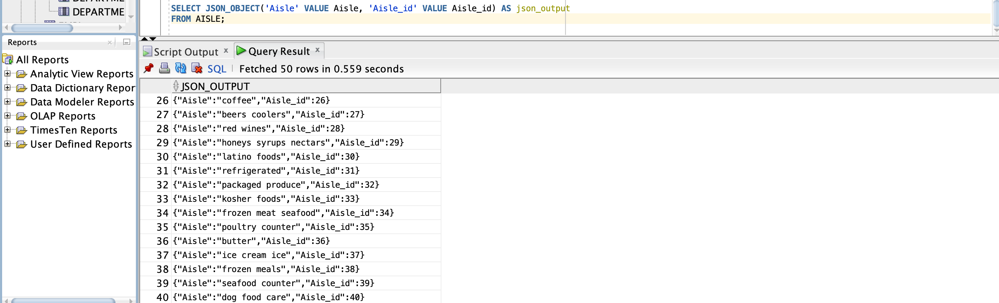 DEPARTME
DEPARTME
Reports
All Reports
Analytic View Reports
Data Dictionary Repor
Data Modeler Reports
OLAP Reports
TimesTen Reports
User Defined Reports
SELECT JSON_OBJECT('Aisle' VALUE Aisle, 'Aisle_id' VALUE Aisle_id) AS json_output
FROM AISLE;
Script Output x Query Result x
SQL Fetched 50 rows in 0.559 seconds
JSON_OUTPUT
26 {"Aisle":"coffee","Aisle_id":26}
27 {"Aisle":"beers coolers","Aisle_id":27}
28 {"Aisle":"red wines","Aisle_id":28}
29 {"Aisle":"honeys syrups nectars","Aisle_id":29}
30 {"Aisle":"latino foods","Aisle_id":30}
31 {"Aisle":"refrigerated","Aisle_id":31}
32 {"Aisle":"packaged produce","Aisle_id":32}
33 {"Aisle":"kosher foods","Aisle_id":33}
34 {"Aisle":"frozen meat seafood","Aisle_id":34}
35 {"Aisle":"poultry counter","Aisle_id":35}
36 {"Aisle":"butter","Aisle_id":36}
37 {"Aisle":"ice cream ice","Aisle_id":37}
38 {"Aisle":"frozen meals","Aisle_id":38}
39 {"Aisle":"seafood counter","Aisle_id":39}
40 {"Aisle":"dog food care","Aisle_id":40}